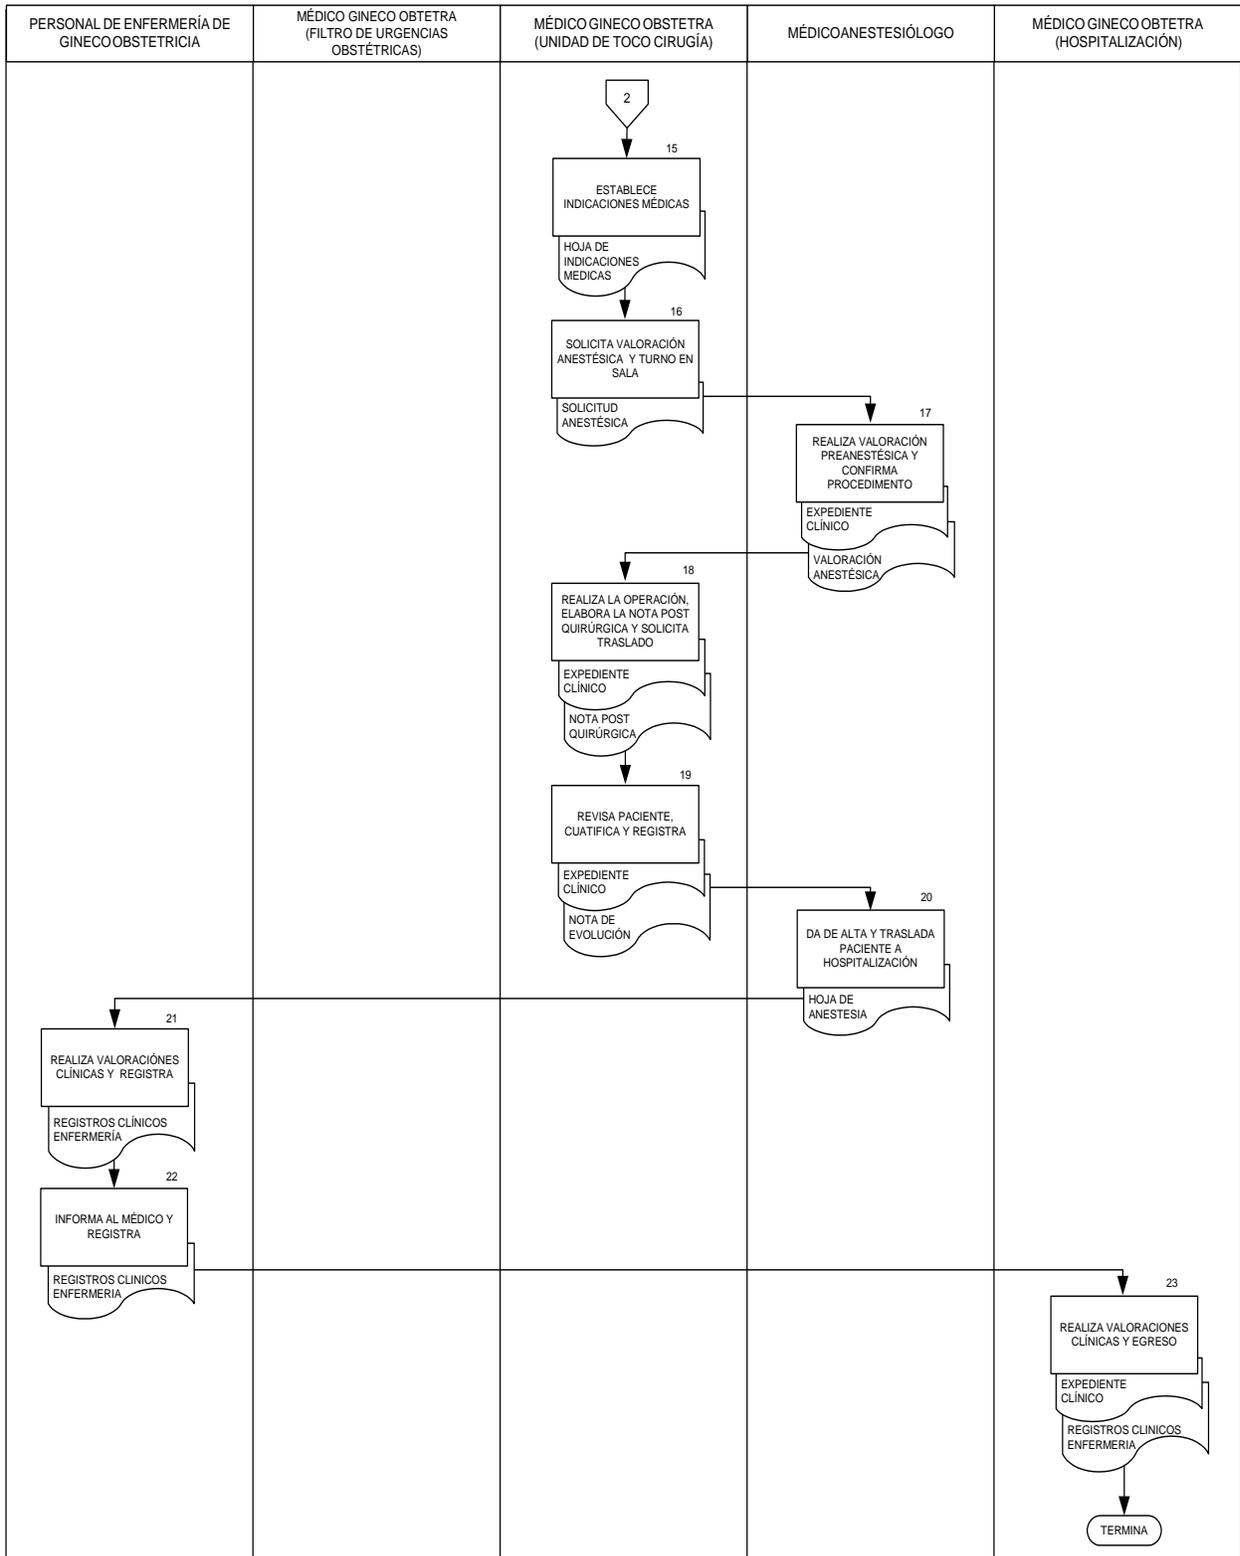 PERSONAL DE ENFERMERÍA DE
GINECOOBSTETRICIA
MÉDICO GINECO OBTETRA
(FILTRO DE URGENCIAS
OBSTÉTRICAS)
MÉDICO GINECO OBSTETRA
(UNIDAD DE TOCO CIRUGÍA)
MÉDICOANESTESIÓLOGO
MÉDICO GINECO OBTETRA
(HOSPITALIZACIÓN)
2
15
ESTABLECE
INDICACIONES MÉDICAS
HOJA DE
INDICACIONES
MEDICAS
16
SOLICITA VALORACIÓN
ANESTÉSICA Y TURNO EN
SALA
SOLICITUD
ANESTÉSICA
17
REALIZA VALORACIÓN
PREANESTÉSICA Y
CONFIRMA
PROCEDIMENTO
EXPEDIENTE
CLÍNICO
VALORACIÓN
ANESTÉSICA
18
REALIZA LA OPERACIÓN,
ELABORA LA NOTA POST
QUIRÚRGICA Y SOLICITA
TRASLADO
EXPEDIENTE
CLÍNICO
NOTA POST
QUIRÚRGICA
19
REVISA PACIENTE,
CUATIFICA Y REGISTRA
EXPEDIENTE
CLÍNICO
NOTA DE
EVOLUCIÓN
20
DA DE ALTA Y TRASLADA
PACIENTE A
HOSPITALIZACIÓN
HOJA DE
ANESTESIA
21
REALIZA VALORACIÓNES
CLÍNICAS Y REGISTRA
REGISTROS CLÍNICOS
ENFERMERÍA
22
INFORMA AL MÉDICO Y
REGISTRA
REGISTROS CLINICOS
ENFERMERIA
23
REALIZA VALORACIONES
CLÍNICAS Y EGRESO
EXPEDIENTE
CLÍNICO
REGISTROS CLINICOS
ENFERMERIA
TERMINA